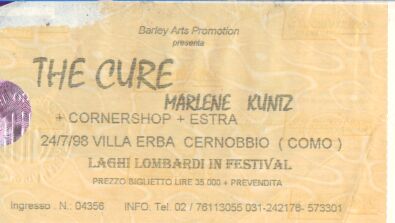 Barley Arts Promotion
presenta
THE CURE
MARLENE KUNTZ
+ CORNERSHOP + ESTRA
24/7/98 VILLA ERBA CERNOBBIO ( COMO )
LAGHI LOMBARDI IN FESTIVAL
PREZZO BIGLIETTO LIRE 35.000 + PREVENDITA
Ingresso . N.: 04356 INFO: Tel. 02 / 76113055 031-242176- 573301